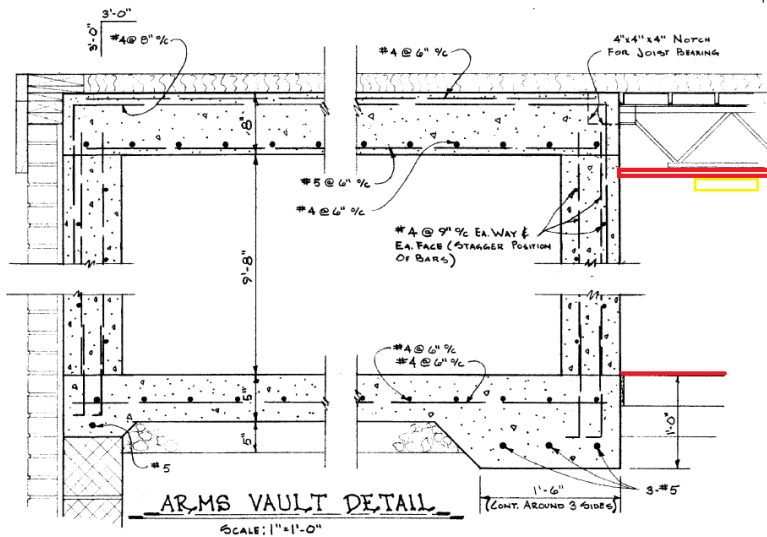 3'-0"
3'-0"
#4@ 8" o/c
#4 @ 6" o/c
4"x4"x4" NOTCH
FOR JOIST BEARING
8"
#5 @ 6" o/c
#4 @ 6" o/c
#4 @ 9" o/c EA. WAY &
EA. FACE (STAGGER POSITION
OF BARS)
9'-8"
#4 @ 6" o/c
#4 @ 6" o/c
5"
5"
1'-0"
#5
1'-6"
(CONT. AROUND 3 SIDES)
3-#5
ARMS VAULT DETAIL
SCALE: 1"=1'-0"